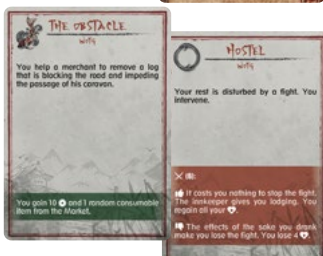 THE OBSTACLE
You help a merchant to remove a log
that is blocking the road and impeding
the passage of his caravan.
You gain 10 and 1 random consumable
item from the Market.
HOSTEL
Your rest is disturbed by a fight. You
intervene.
It costs you nothing to stop the fight.
The innkeeper gives you lodging. You
regain all your
The effects of the sake you drank
make you lose the fight. You lose 4